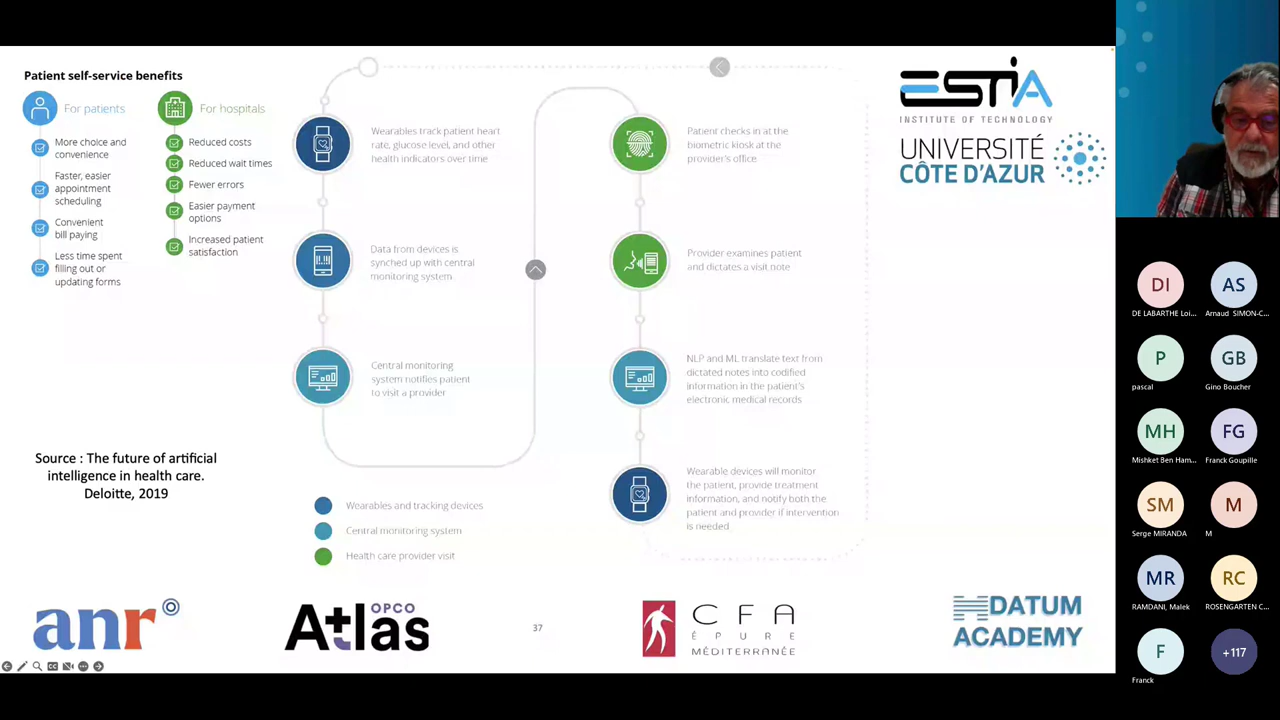 Patient self-service benefits
For patients
More choice and
convenience
Faster, easier
appointment
scheduling
Convenient
bill paying
Less time spent
filling out or
updating forms
For hospitals
Reduced costs
Reduced wait times
Fewer errors
Easier payment
options
Increased patient
satisfaction
Wearables track patient heart
rate, glucose level, and other
health indicators over time
Data from devices is
synched up with central
monitoring system
Central monitoring
system notifies patient
to visit a provider
Patient checks in at the
biometric kiosk at the
provider's office
Provider examines patient
and dictates a visit note
NLP and ML translate text from
dictated notes into codified
information in the patient's
electronic medical records
Wearable devices will monitor
the patient, provide treatment
information, and notify both the
patient and provider if intervention
is needed
Wearables and tracking devices
Central monitoring system
Health care provider visit
Source : The future of artificial
intelligence in health care.
Deloitte, 2019
ESTIA
INSTITUTE OF TECHNOLOGY
UNIVERSITÉ
CÔTE D'AZUR
anr
OPCO
Atlas
37
CFA
ÉPURE
MÉDITERRANÉE
DATUM
ACADEMY
DI
DE LABARTHE Loi...
AS
Arnaud SIMON-C...
P
pascal
GB
Gino Boucher
MH
Mishket Ben Ham...
FG
Franck Goupille
SM
Serge MIRANDA
M
M
MR
RAMDANI, Malek
RC
ROSENGARTEN C...
F
Franck
+117